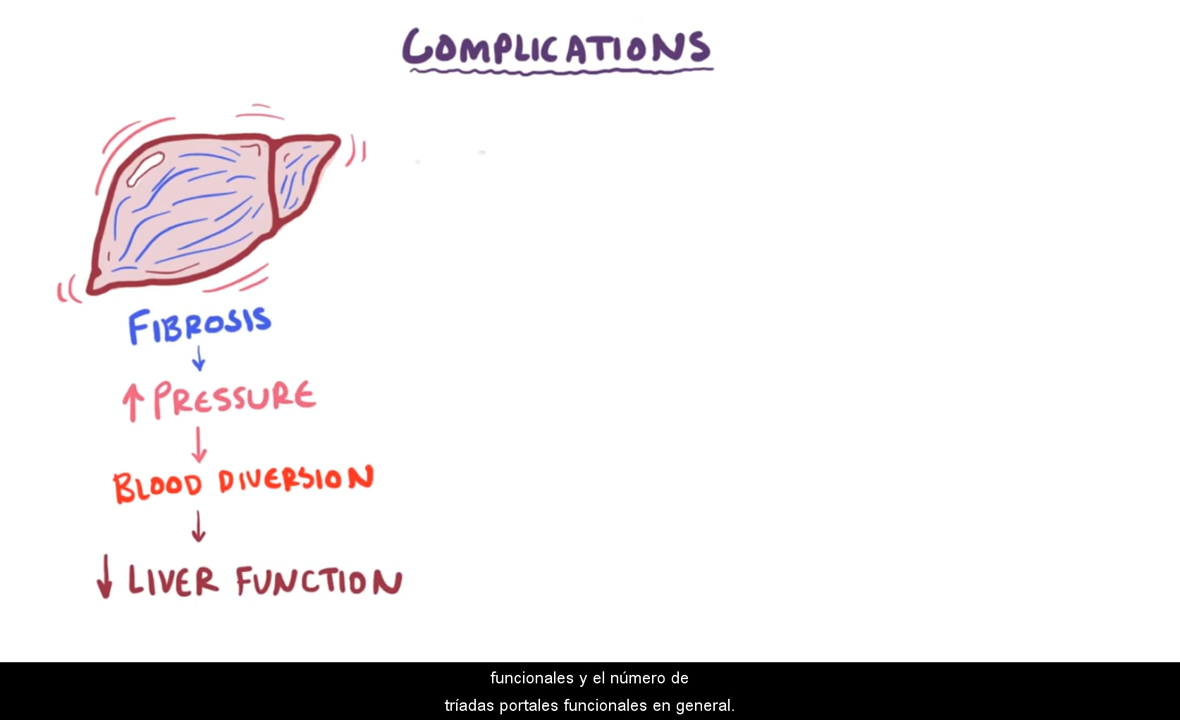 COMPLICATIONS
FIBROSIS
↓
↑ PRESSURE
↓
BLOOD DIVERSION
↓
↓ LIVER FUNCTION
funcionales y el número de
tríadas portales funcionales en general.